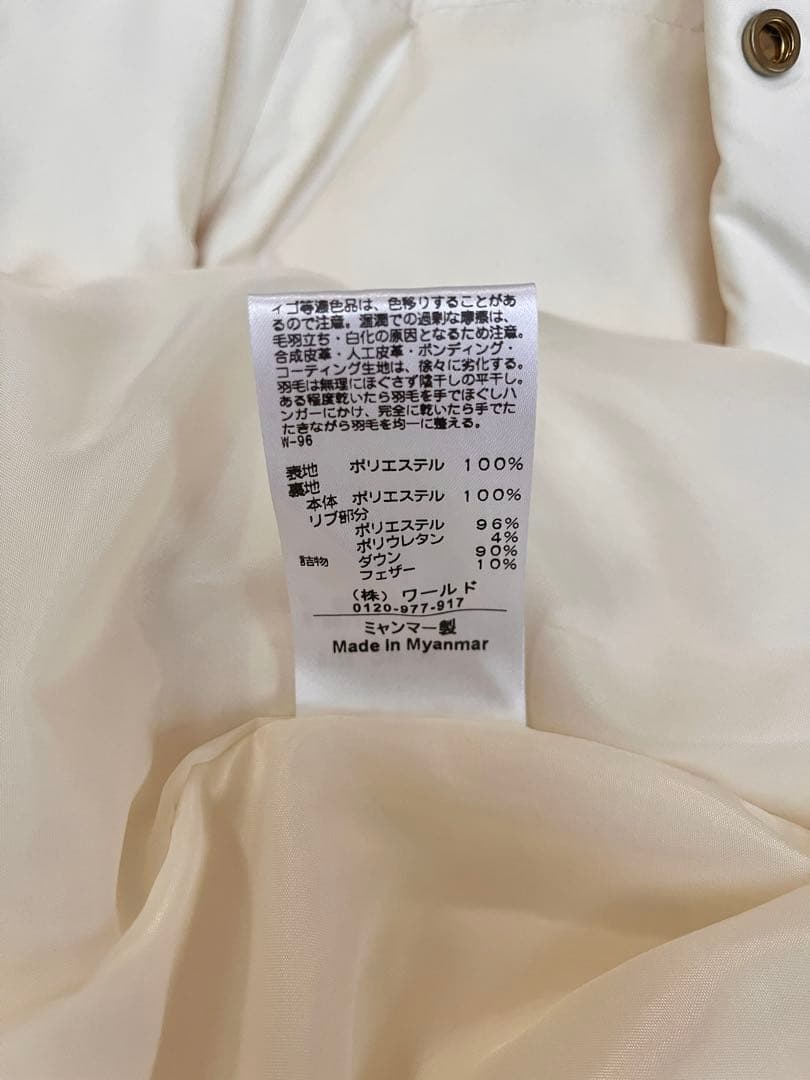 ィゴ等濃色品は、色移りすることがあ
るので注意。湿潤での過剰な摩擦は、
毛羽立ち・白化の原因となるため注意。
合成皮革・人工皮革・ボンディング・
コーティング生地は、徐々に劣化する。
羽毛は無理にほぐさず陰干しの平干し。
ある程度乾いたら羽毛を手でほぐしハ
ンガーにかけ、完全に乾いたら手でた
たきながら羽毛を均一に整える。
W-96
表地 ポリエステル 100%
裏地
本体 ポリエステル 100%
リブ部分
ポリエステル 96%
ポリウレタン 4%
詰物 ダウン 90%
フェザー 10%
(株) ワールド
0120-977-917
ミャンマー製
Made In Myanmar